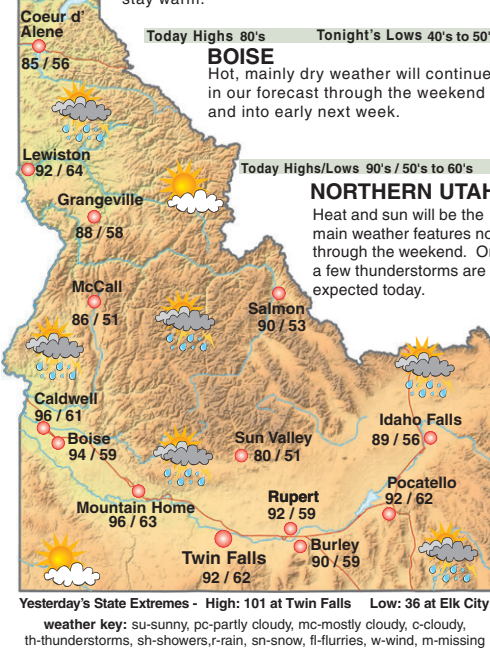 stay warm.
Today Highs 80's Tonight's Lows 40's to 50's
BOISE
Hot, mainly dry weather will continue
in our forecast through the weekend
and into early next week.
Today Highs/Lows 90's / 50's to 60's
NORTHERN UTAH
Heat and sun will be the
main weather features
through the weekend.
a few thunderstorms are
expected today.
Coeur d'
Alene
85 / 56
Lewiston
92 / 64
Grangeville
88 / 58
McCall
86 / 51
Salmon
90 / 53
Caldwell
96 / 61
Boise
94 / 59
Sun Valley
80 / 51
Idaho Falls
89 / 56
Mountain Home
96 / 63
Rupert
92 / 59
Pocatello
92 / 62
Twin Falls
92 / 62
Burley
90 / 59
Yesterday's State Extremes - High: 101 at Twin Falls Low: 36 at Elk City
weather key: su-sunny, pc-partly cloudy, mc-mostly cloudy, c-cloudy,
th-thunderstorms, sh-showers,r-rain, sn-snow, fl-flurries, w-wind, m-missing